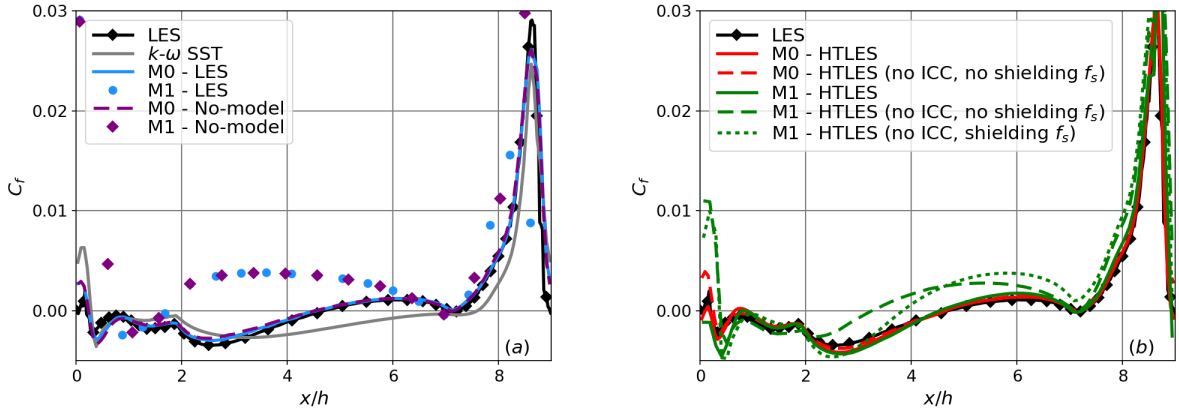 0.03
0.02
0.01
0.00
C_f
LES
k-ω SST
M0 - LES
M1 - LES
M0 - No-model
M1 - No-model
(a)
0 2 4 6 8
x/h
0.03
0.02
0.01
0.00
C_f
LES
M0 - HTLES
M0 - HTLES (no ICC, no shielding f_s)
M1 - HTLES
M1 - HTLES (no ICC, no shielding f_s)
M1 - HTLES (no ICC, shielding f_s)
(b)
0 2 4 6 8
x/h